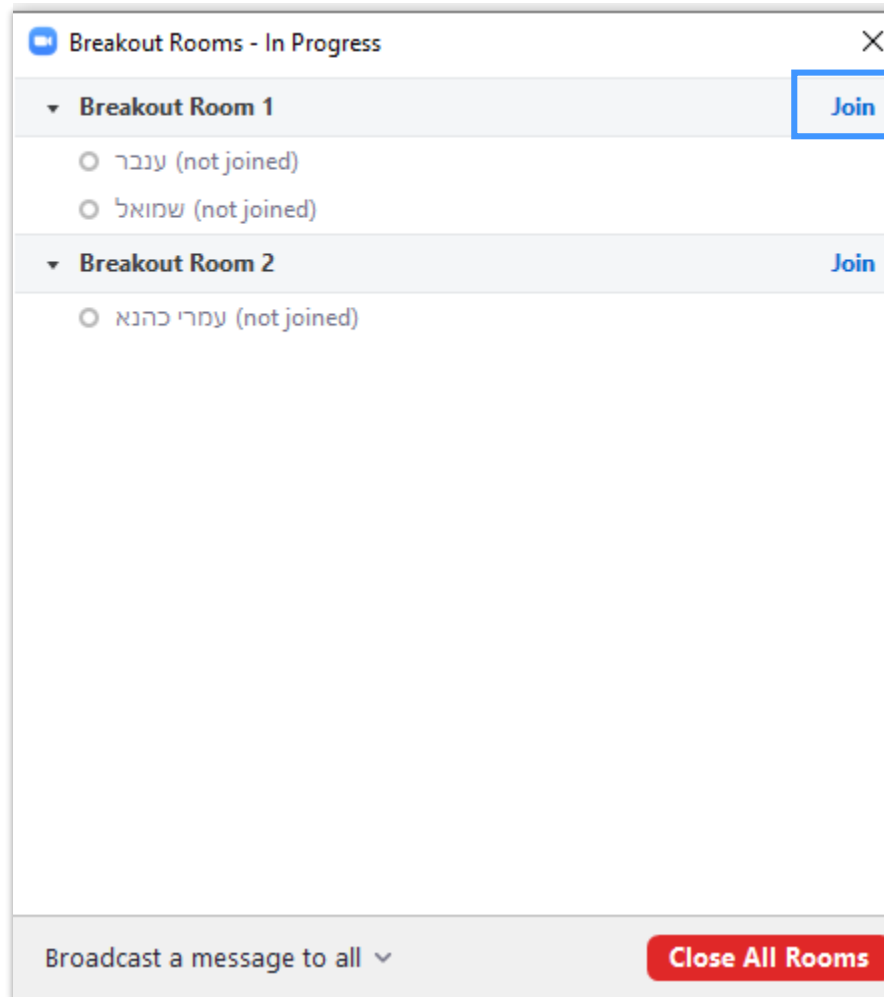 Breakout Rooms - In Progress
Breakout Room 1 Join
ענבר (not joined)
שמואל (not joined)
Breakout Room 2 Join
עמרי כהנא (not joined)
Broadcast a message to all Close All Rooms